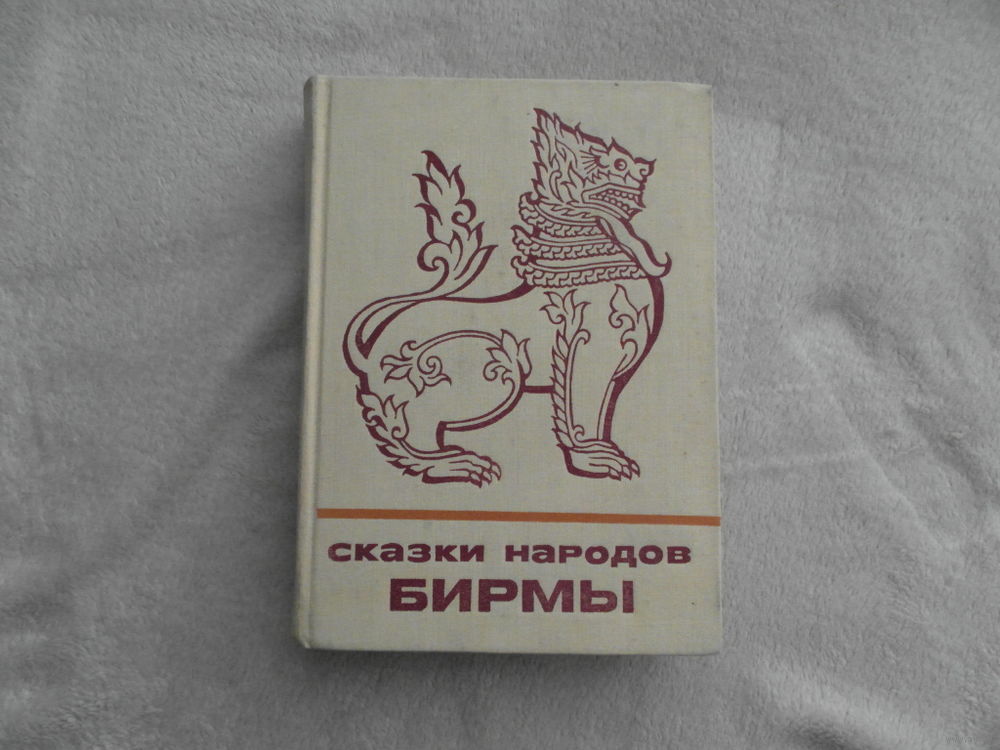 сказки народов
БИРМЫ